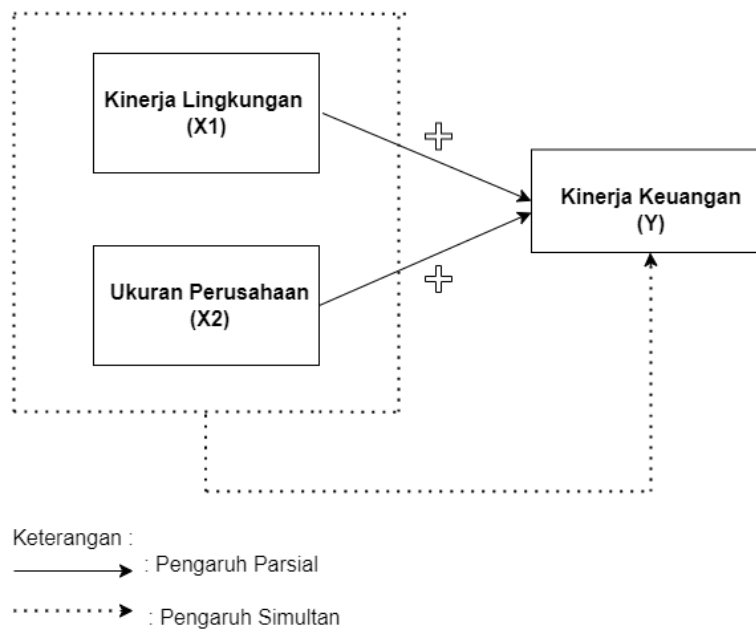 Kinerja Lingkungan
(X1)
Kinerja Keuangan
(Y)
Ukuran Perusahaan
(X2)
Keterangan :
: Pengaruh Parsial
: Pengaruh Simultan